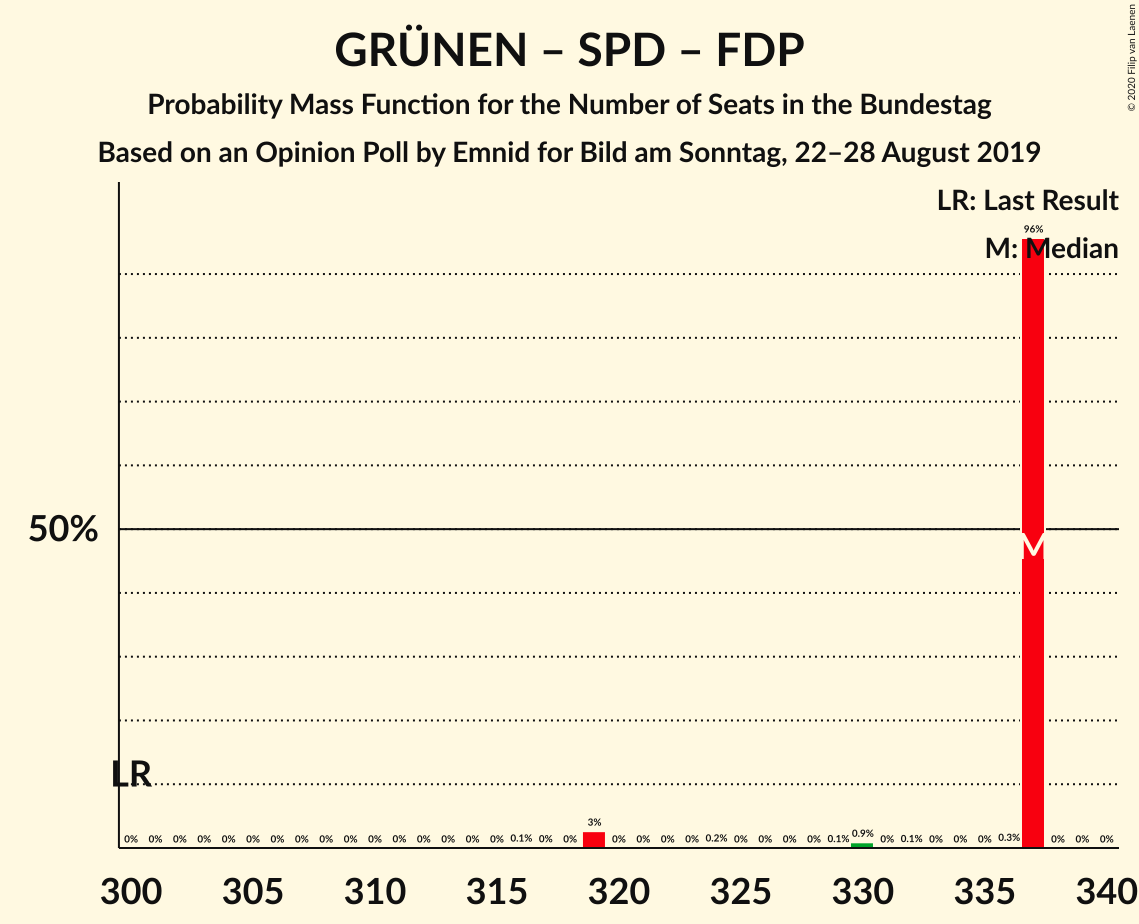 GRÜNEN – SPD – FDP
Probability Mass Function for the Number of Seats in the Bundestag
Based on an Opinion Poll by Emnid for Bild am Sonntag, 22–28 August 2019
© 2020 Filip van Laenen
LR: Last Result
96%
M: Median
50%
M
LR
0% 0% 0% 0% 0% 0% 0% 0% 0% 0% 0% 0% 0% 0% 0% 0% 0.1% 0% 0% 3% 0% 0% 0% 0% 0.2% 0% 0% 0% 0% 0.1% 0.9% 0% 0.1% 0% 0% 0% 0.3% 0% 0% 0%
300 305 310 315 320 325 330 335 340